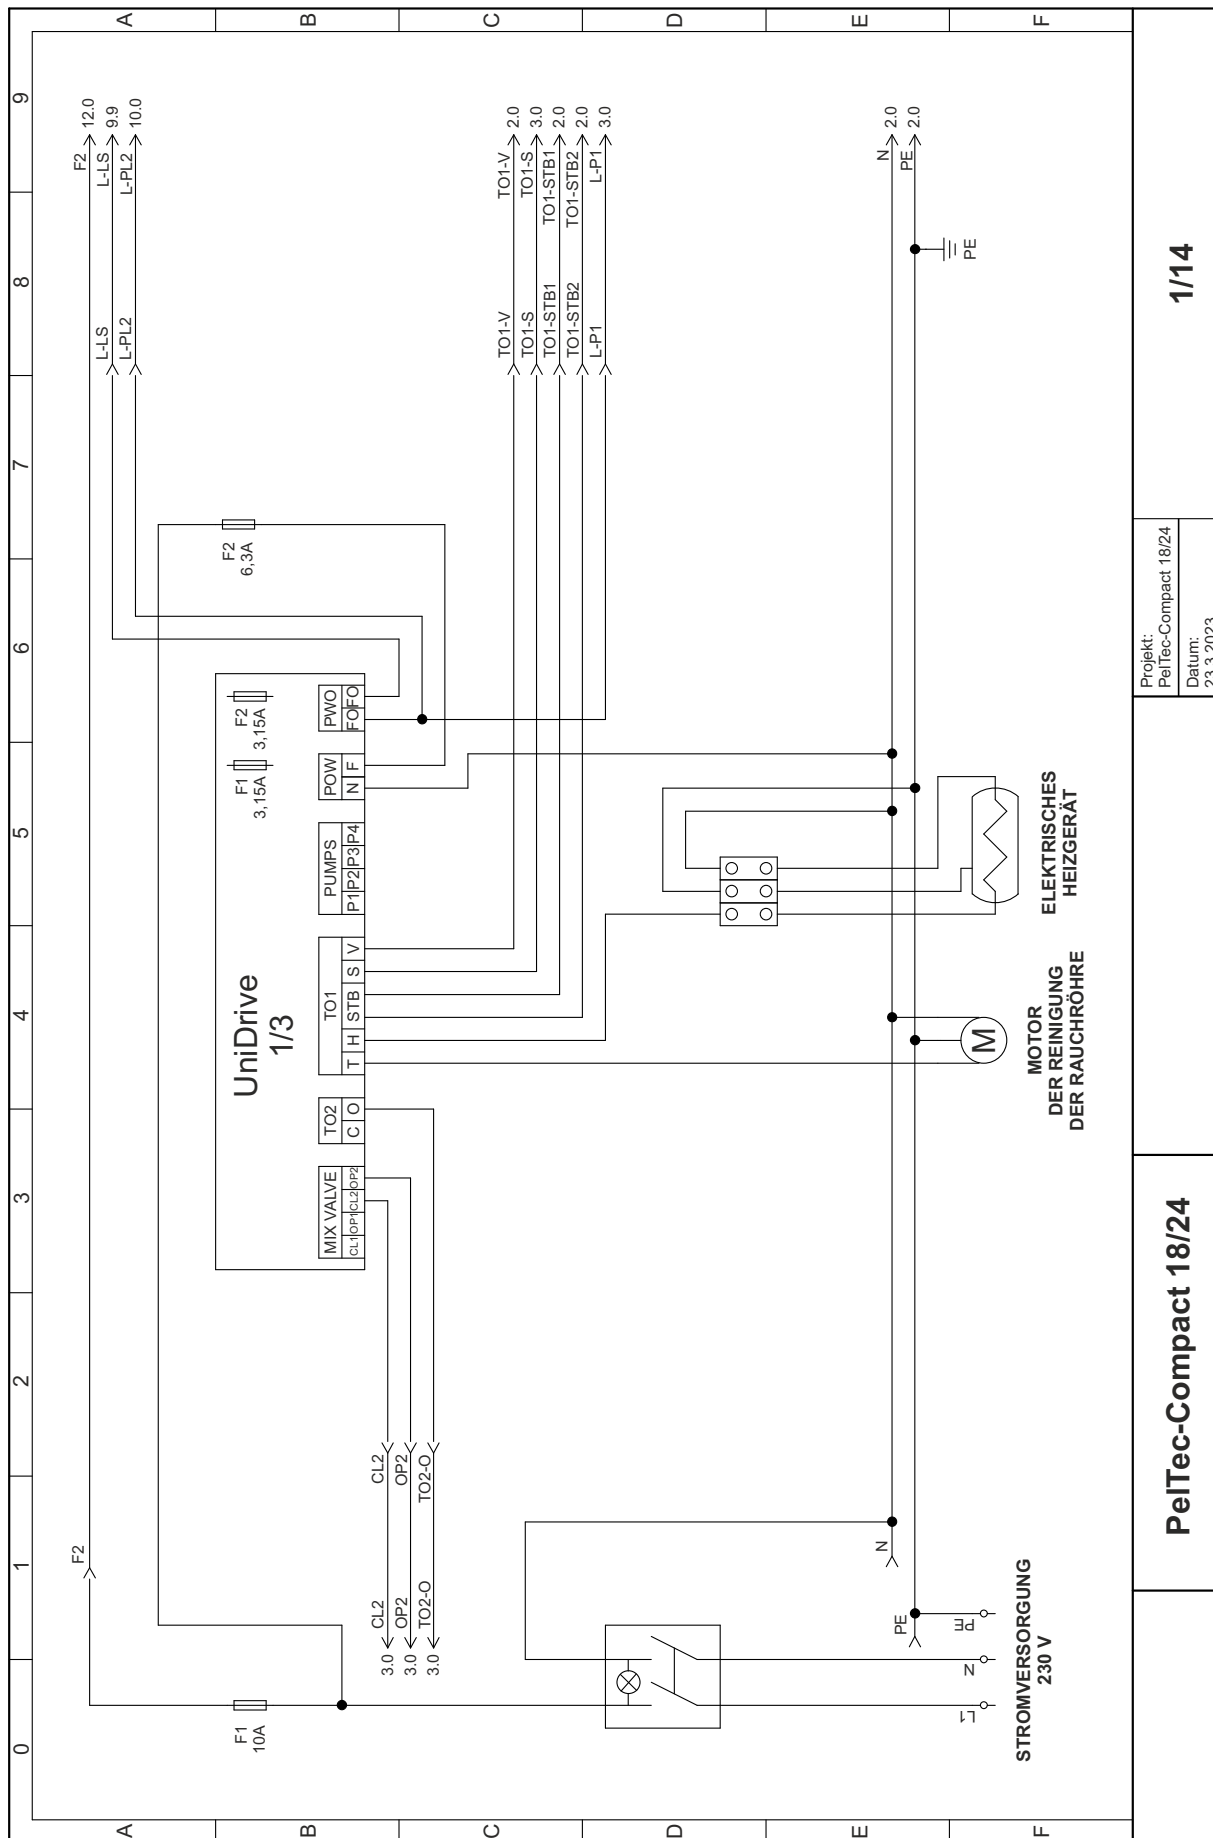 0 1 2 3 4 5 6 7 8 9
A
B
C
D
E
F
A
B
C
D
E
F
F2
F2
12.0
L-LS
L-LS
9.9
L-PL2
L-PL2
10.0
F1
10A
F2
6,3A
UniDrive
1/3
F1
3,15A
F2
3,15A
MIX VALVE
CL1 OP1 CL2 OP2
TO2
C O
TO1
T H STB S V
PUMPS
P1 P2 P3 P4
POW
N F
PWO
FO FO
3.0
CL2
CL2
3.0
OP2
OP2
3.0
TO2-O
TO2-O
TO1-V
TO1-V
2.0
TO1-S
TO1-S
3.0
TO1-STB1
TO1-STB1
2.0
TO1-STB2
TO1-STB2
2.0
L-P1
L-P1
3.0
N
N
2.0
PE
PE
2.0
PE
L1
N
PE
STROMVERSORGUNG
230 V
M
MOTOR
DER REINIGUNG
DER RAUCHRÖHRE
ELEKTRISCHES
HEIZGERÄT
PelTec-Compact 18/24
Projekt:
PelTec-Compact 18/24
Datum:
23.3.2023
1/14